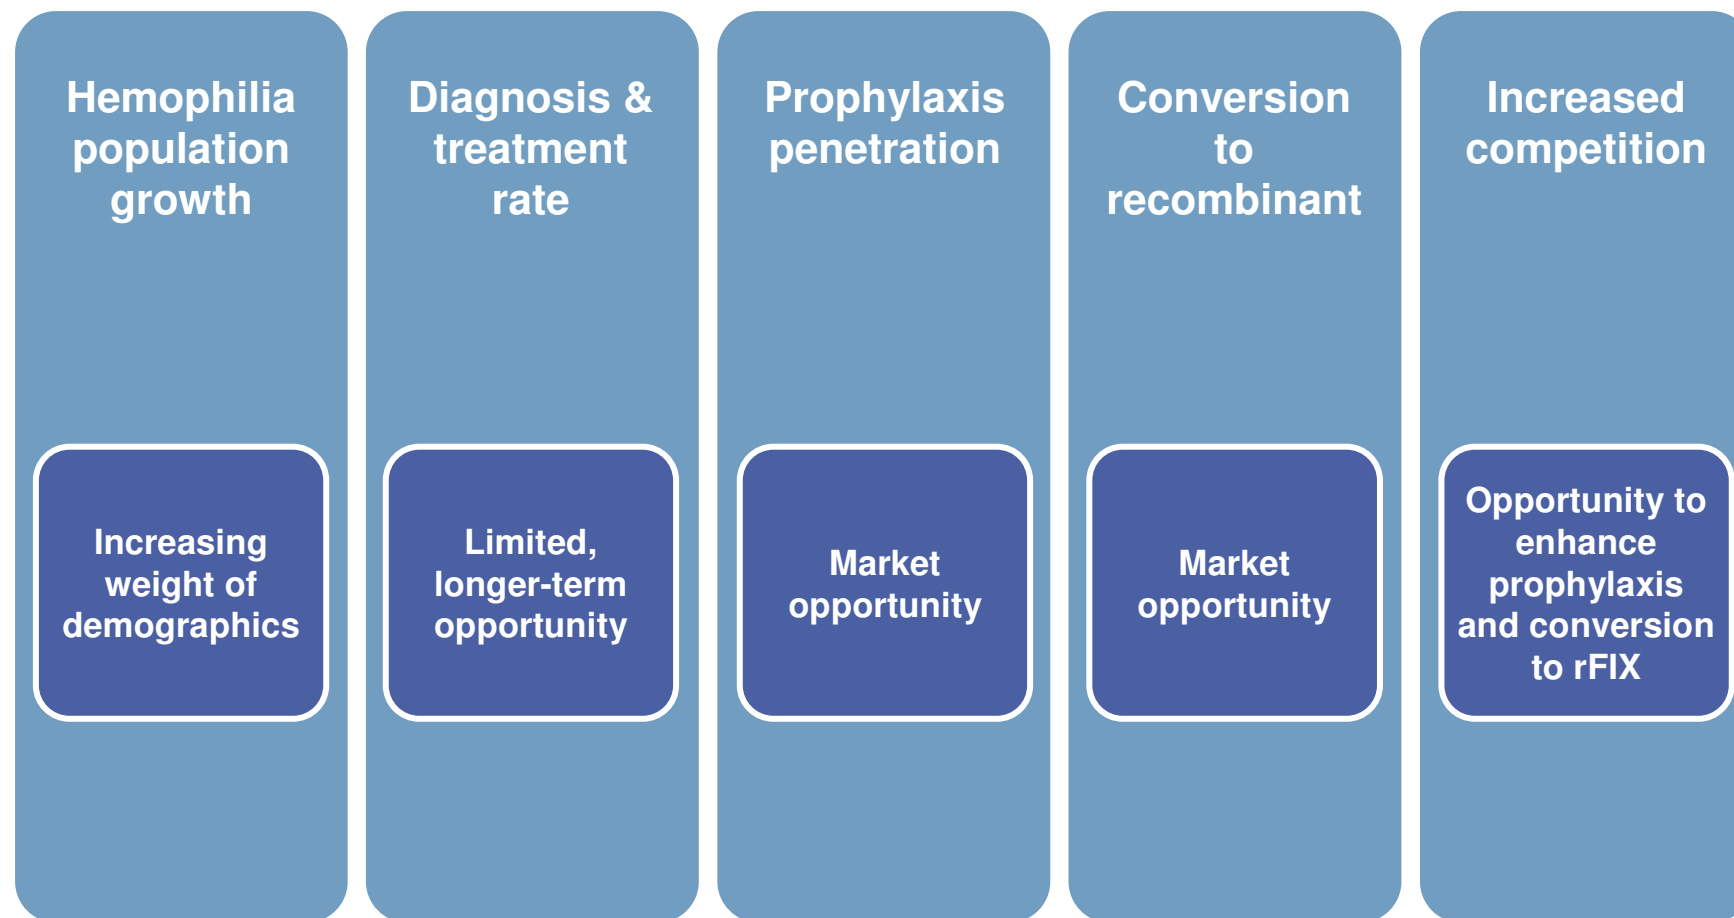 Hemophilia
population
growth
Diagnosis &
treatment
rate
Prophylaxis
penetration
Conversion
to
recombinant
Increased
competition
Increasing
weight of
demographics
Limited,
longer-term
opportunity
Market
opportunity
Market
opportunity
Opportunity to
enhance
prophylaxis
and conversion
to rFIX